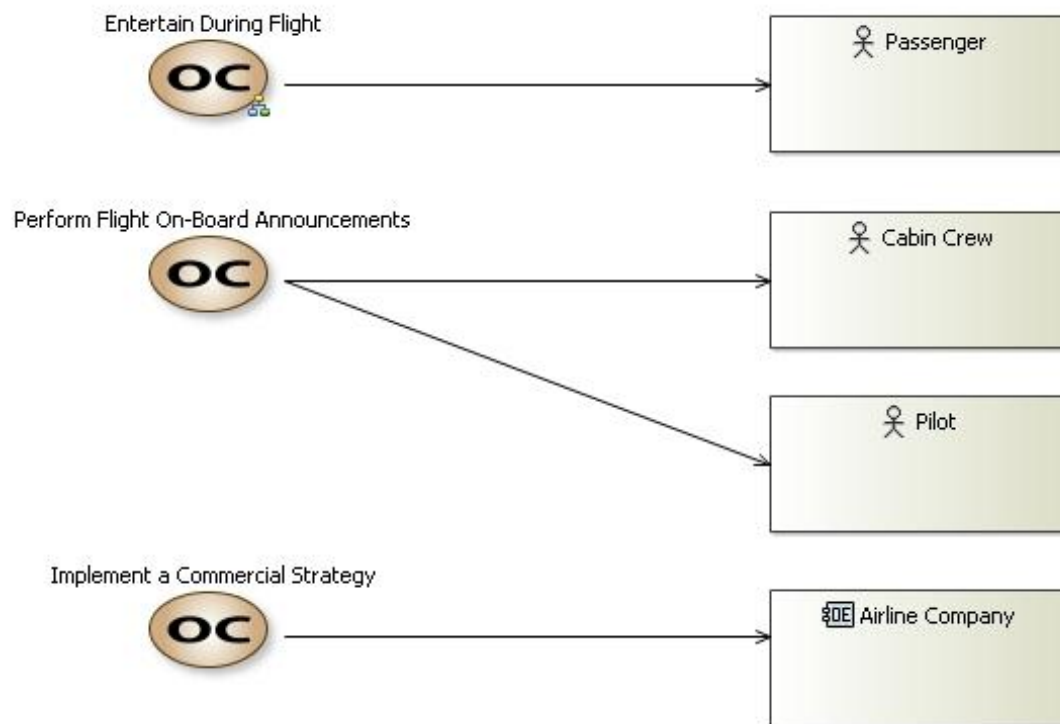 Entertain During Flight
OC
Passenger
Perform Flight On-Board Announcements
OC
Cabin Crew
Pilot
Implement a Commercial Strategy
OC
OE Airline Company